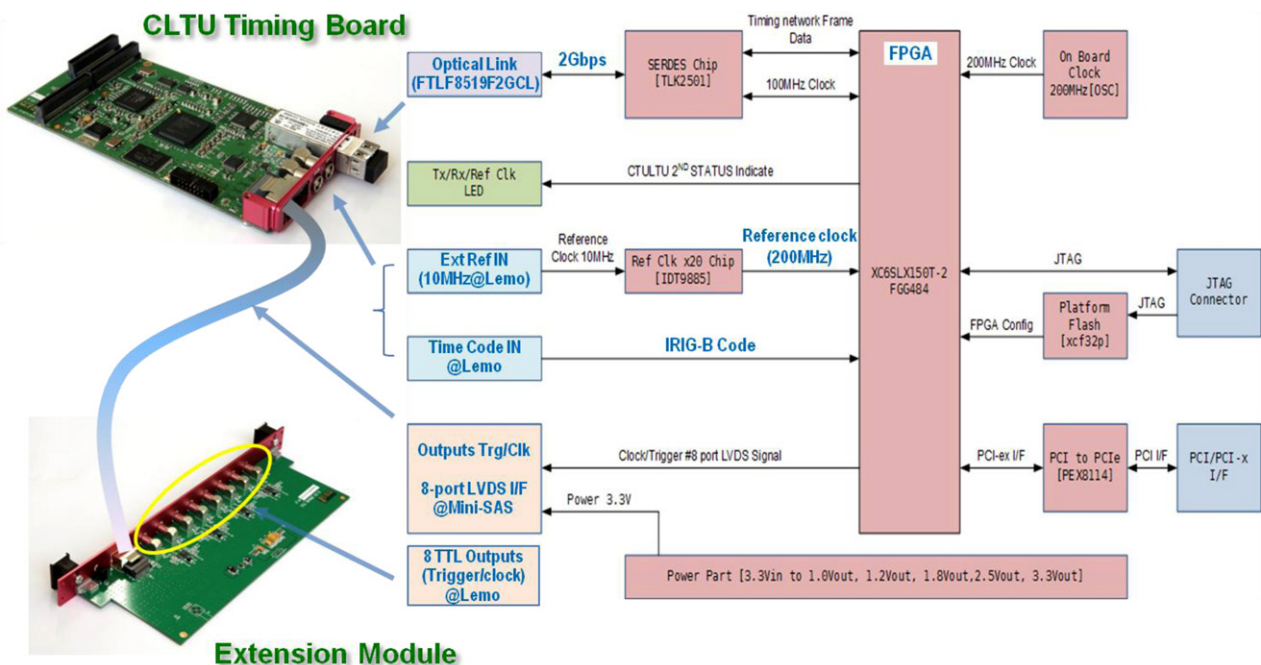 CLTU Timing Board
Optical Link
(FTLF8519F2GCL)
2Gbps
SERDES Chip
[TLK2501]
Timing network Frame
Data
100MHz Clock
FPGA
200MHz Clock
On Board
Clock
200MHz[OSC]
Tx/Rx/Ref Clk
LED
CTULTU 2ND STATUS Indicate
Ext Ref IN
(10MHz@Lemo)
Reference
Clock 10MHz
Ref Clk x20 Chip
[IDT9885]
Reference clock
(200MHz)
XC6SLX150T-2
FGG484
JTAG
JTAG
Connector
JTAG
Platform
Flash
[xcf32p]
FPGA Config
Time Code IN
@Lemo
IRIG-B Code
Outputs Trg/Clk
8-port LVDS I/F
@Mini-SAS
Clock/Trigger #8 port LVDS Signal
Power 3.3V
PCI-ex I/F
PCI to PCIe
[PEX8114]
PCI I/F
PCI/PCI-x
I/F
8 TTL Outputs
(Trigger/clock)
@Lemo
Power Part [3.3Vin to 1.0Vout, 1.2Vout, 1.8Vout,2.5Vout, 3.3Vout]
Extension Module